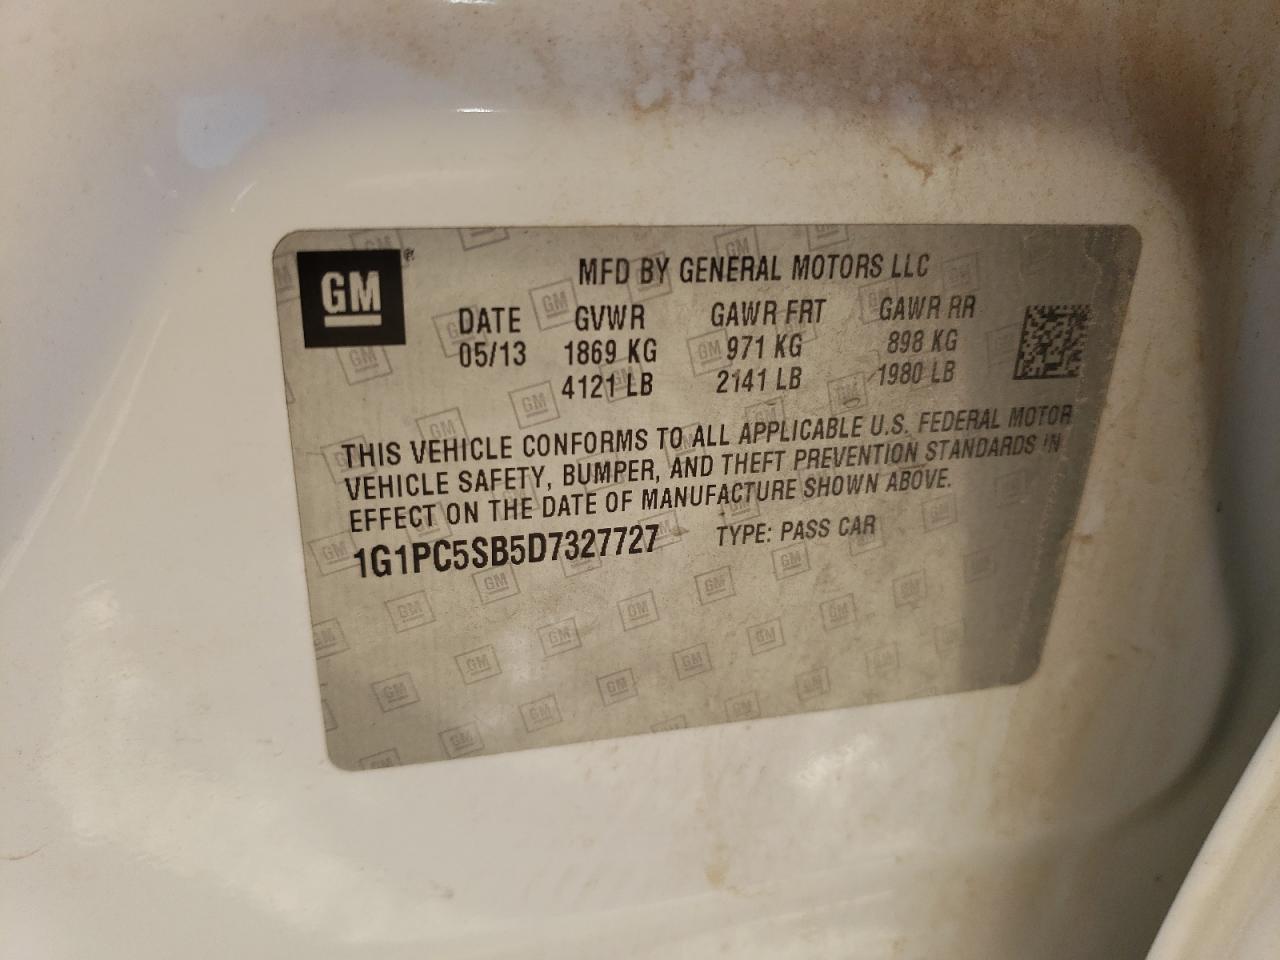 GM
MFD BY GENERAL MOTORS LLC
DATE GVWR GAWR FRT GAWR RR
05/13 1869 KG 971 KG 898 KG
4121 LB 2141 LB 1980 LB
THIS VEHICLE CONFORMS TO ALL APPLICABLE U.S. FEDERAL MOTOR
VEHICLE SAFETY, BUMPER, AND THEFT PREVENTION STANDARDS IN
EFFECT ON THE DATE OF MANUFACTURE SHOWN ABOVE.
1G1PC5SB5D7327727 TYPE: PASS CAR